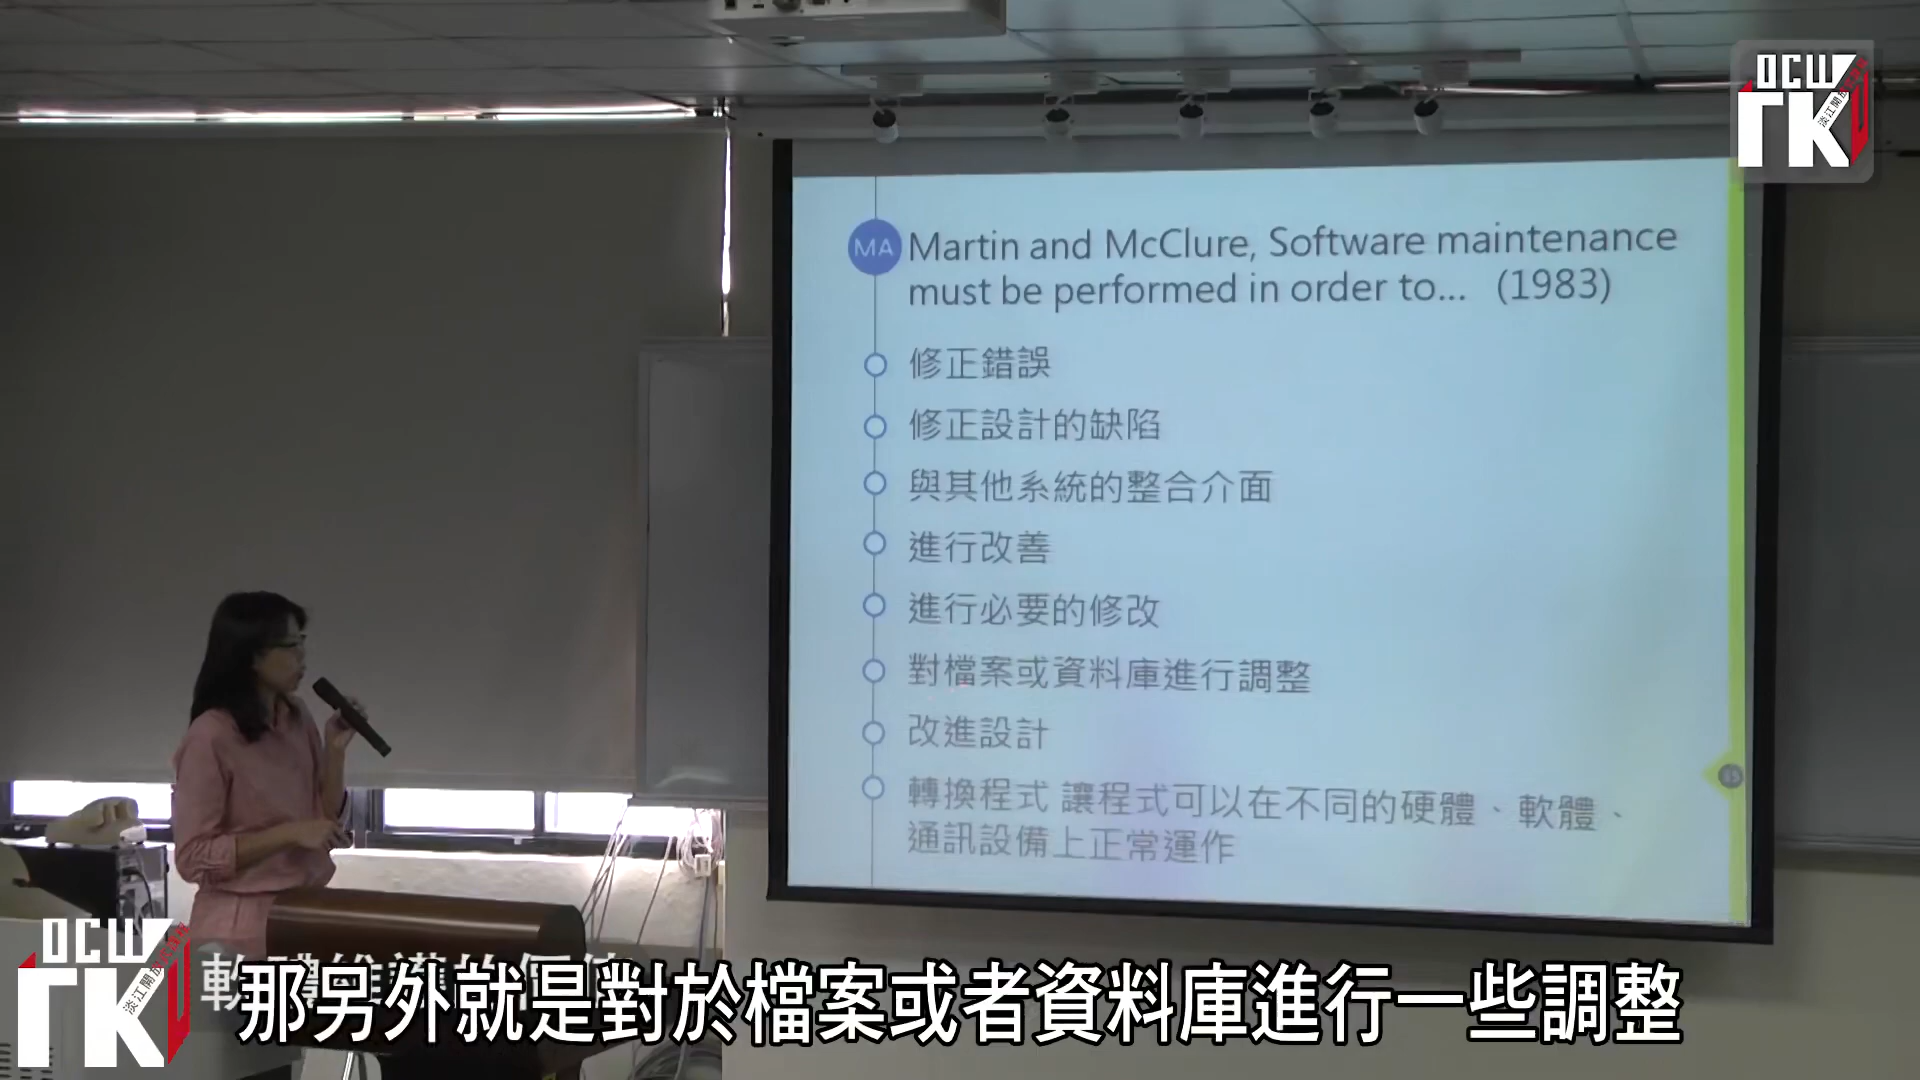 OCW
TKU
淡江開放式課程
MA
Martin and McClure, Software maintenance
must be performed in order to... (1983)
修正錯誤
修正設計的缺陷
與其他系統的整合介面
進行改善
進行必要的修改
對檔案或資料庫進行調整
改進設計
轉換程式 讓程式可以在不同的硬體、軟體、
通訊設備上正常運作
OCW
TKU
淡江開放式課程
那另外就是對於檔案或者資料庫進行一些調整